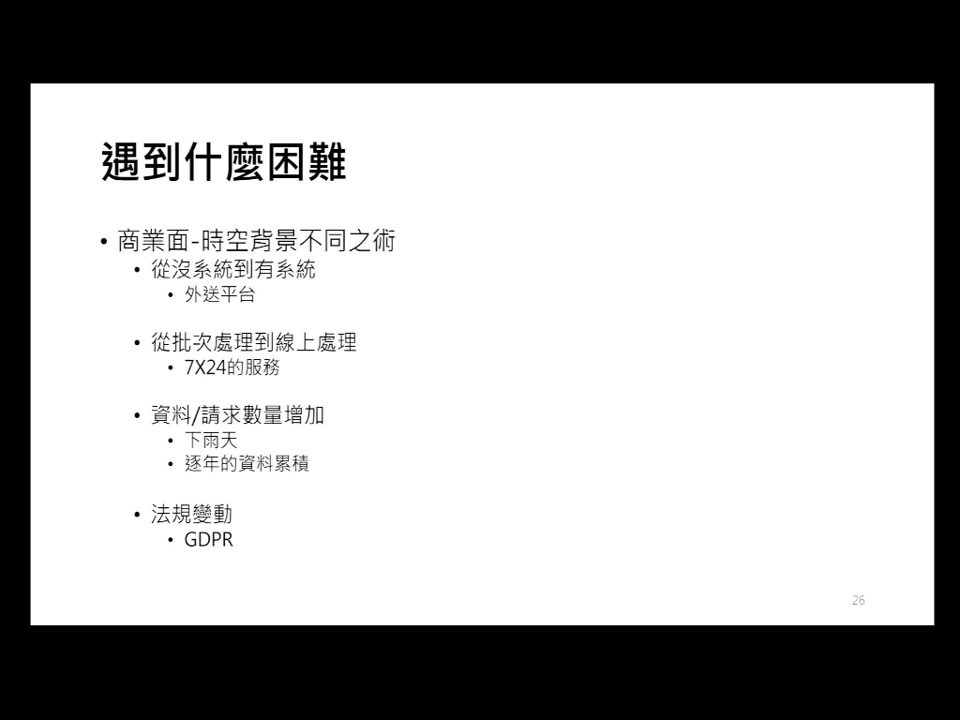 遇到什麼困難
• 商業面-時空背景不同之術
• 從沒系統到有系統
• 外送平台
• 從批次處理到線上處理
• 7X24的服務
• 資料/請求數量增加
• 下雨天
• 逐年的資料累積
• 法規變動
• GDPR
26